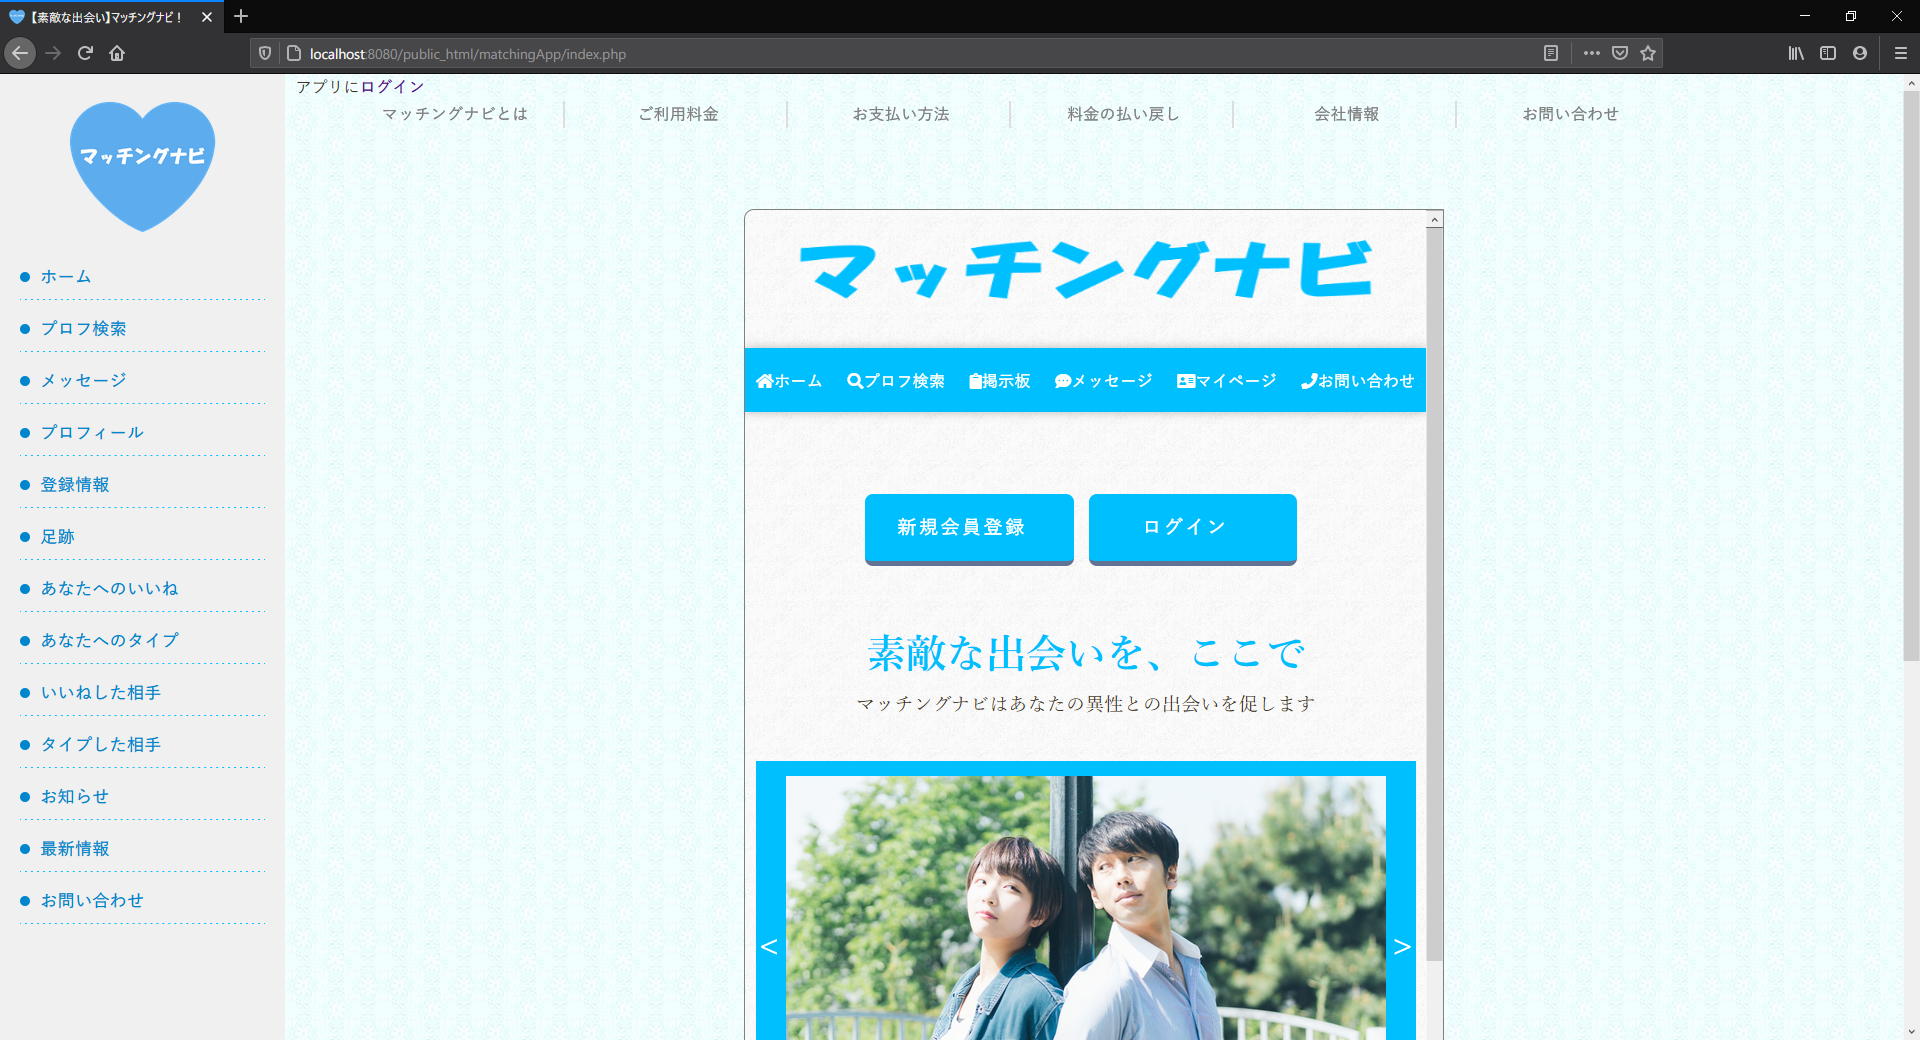 【素敵な出会い】マッチングナビ！
localhost:8080/public_html/matchingApp/index.php
アプリにログイン
マッチングナビとは
ご利用料金
お支払い方法
料金の払い戻し
会社情報
お問い合わせ
マッチングナビ
ホーム
プロフ検索
メッセージ
プロフィール
登録情報
足跡
あなたへのいいね
あなたへのタイプ
いいねした相手
タイプした相手
お知らせ
最新情報
お問い合わせ
マッチングナビ
ホーム
プロフ検索
掲示板
メッセージ
マイページ
お問い合わせ
新規会員登録
ログイン
素敵な出会いを、ここで
マッチングナビはあなたの異性との出会いを促します
<
>